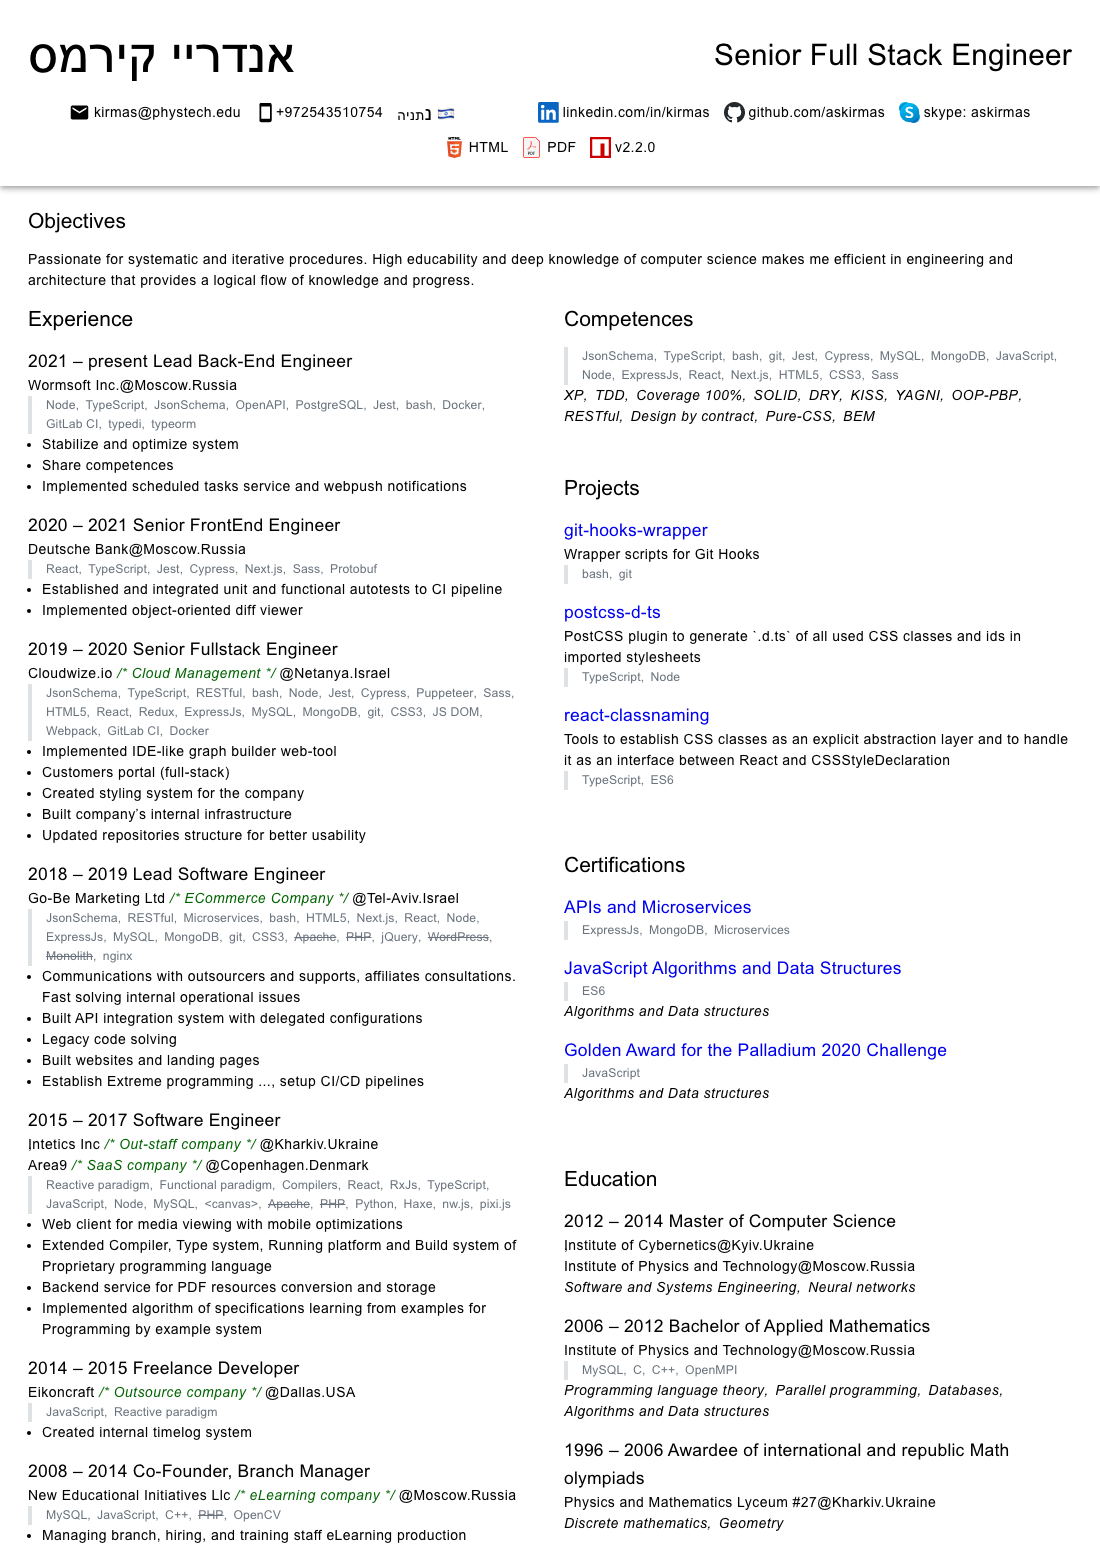 אנדריי קירמס
Senior Full Stack Engineer
kirmas@phystech.edu +972543510754 נתניה 🇮🇱 linkedin.com/in/kirmas github.com/askirmas skype: askirmas
HTML PDF v2.2.0
Objectives
Passionate for systematic and iterative procedures. High educability and deep knowledge of computer science makes me efficient in engineering and
architecture that provides a logical flow of knowledge and progress.
Experience
2021 – present Lead Back-End Engineer
Wormsoft Inc.@Moscow.Russia
Node, TypeScript, JsonSchema, OpenAPI, PostgreSQL, Jest, bash, Docker,
GitLab CI, typedi, typeorm
• Stabilize and optimize system
• Share competences
• Implemented scheduled tasks service and webpush notifications
2020 – 2021 Senior FrontEnd Engineer
Deutsche Bank@Moscow.Russia
React, TypeScript, Jest, Cypress, Next.js, Sass, Protobuf
• Established and integrated unit and functional autotests to CI pipeline
• Implemented object-oriented diff viewer
2019 – 2020 Senior Fullstack Engineer
Cloudwize.io /* Cloud Management */ @Netanya.Israel
JsonSchema, TypeScript, RESTful, bash, Node, Jest, Cypress, Puppeteer, Sass,
HTML5, React, Redux, ExpressJs, MySQL, MongoDB, git, CSS3, JS DOM,
Webpack, GitLab CI, Docker
• Implemented IDE-like graph builder web-tool
• Customers portal (full-stack)
• Created styling system for the company
• Built company's internal infrastructure
• Updated repositories structure for better usability
2018 – 2019 Lead Software Engineer
Go-Be Marketing Ltd /* ECommerce Company */ @Tel-Aviv.Israel
JsonSchema, RESTful, Microservices, bash, HTML5, Next.js, React, Node,
ExpressJs, MySQL, MongoDB, git, CSS3, Apache, PHP, jQuery, WordPress,
Monolith, nginx
• Communications with outsourcers and supports, affiliates consultations.
Fast solving internal operational issues
• Built API integration system with delegated configurations
• Legacy code solving
• Built websites and landing pages
• Establish Extreme programming ..., setup CI/CD pipelines
2015 – 2017 Software Engineer
Intetics Inc /* Out-staff company */ @Kharkiv.Ukraine
Area9 /* SaaS company */ @Copenhagen.Denmark
Reactive paradigm, Functional paradigm, Compilers, React, RxJs, TypeScript,
JavaScript, Node, MySQL, <canvas>, Apache, PHP, Python, Haxe, nw.js, pixi.js
• Web client for media viewing with mobile optimizations
• Extended Compiler, Type system, Running platform and Build system of
Proprietary programming language
• Backend service for PDF resources conversion and storage
• Implemented algorithm of specifications learning from examples for
Programming by example system
2014 – 2015 Freelance Developer
Eikoncraft /* Outsource company */ @Dallas.USA
JavaScript, Reactive paradigm
• Created internal timelog system
2008 – 2014 Co-Founder, Branch Manager
New Educational Initiatives Llc /* eLearning company */ @Moscow.Russia
MySQL, JavaScript, C++, PHP, OpenCV
• Managing branch, hiring, and training staff eLearning production
Competences
JsonSchema, TypeScript, bash, git, Jest, Cypress, MySQL, MongoDB, JavaScript,
Node, ExpressJs, React, Next.js, HTML5, CSS3, Sass
XP, TDD, Coverage 100%, SOLID, DRY, KISS, YAGNI, OOP-PBP,
RESTful, Design by contract, Pure-CSS, BEM
Projects
git-hooks-wrapper
Wrapper scripts for Git Hooks
bash, git
postcss-d-ts
PostCSS plugin to generate `.d.ts` of all used CSS classes and ids in
imported stylesheets
TypeScript, Node
react-classnaming
Tools to establish CSS classes as an explicit abstraction layer and to handle
it as an interface between React and CSSStyleDeclaration
TypeScript, ES6
Certifications
APIs and Microservices
ExpressJs, MongoDB, Microservices
JavaScript Algorithms and Data Structures
ES6
Algorithms and Data structures
Golden Award for the Palladium 2020 Challenge
JavaScript
Algorithms and Data structures
Education
2012 – 2014 Master of Computer Science
Institute of Cybernetics@Kyiv.Ukraine
Institute of Physics and Technology@Moscow.Russia
Software and Systems Engineering, Neural networks
2006 – 2012 Bachelor of Applied Mathematics
Institute of Physics and Technology@Moscow.Russia
MySQL, C, C++, OpenMPI
Programming language theory, Parallel programming, Databases,
Algorithms and Data structures
1996 – 2006 Awardee of international and republic Math
olympiads
Physics and Mathematics Lyceum #27@Kharkiv.Ukraine
Discrete mathematics, Geometry